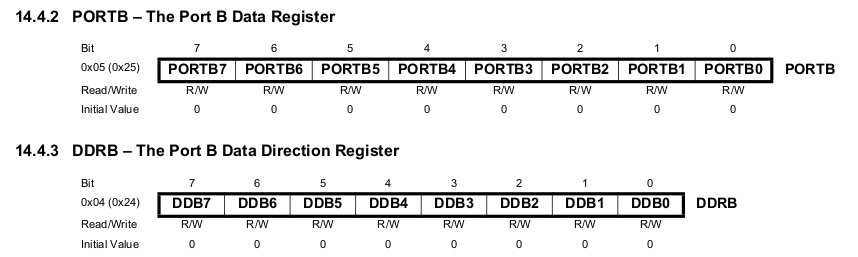 14.4.2 PORTB – The Port B Data Register
Bit 7 6 5 4 3 2 1 0
0x05 (0x25) PORTB7 PORTB6 PORTB5 PORTB4 PORTB3 PORTB2 PORTB1 PORTB0 PORTB
Read/Write R/W R/W R/W R/W R/W R/W R/W R/W
Initial Value 0 0 0 0 0 0 0 0
14.4.3 DDRB – The Port B Data Direction Register
Bit 7 6 5 4 3 2 1 0
0x04 (0x24) DDB7 DDB6 DDB5 DDB4 DDB3 DDB2 DDB1 DDB0 DDRB
Read/Write R/W R/W R/W R/W R/W R/W R/W R/W
Initial Value 0 0 0 0 0 0 0 0